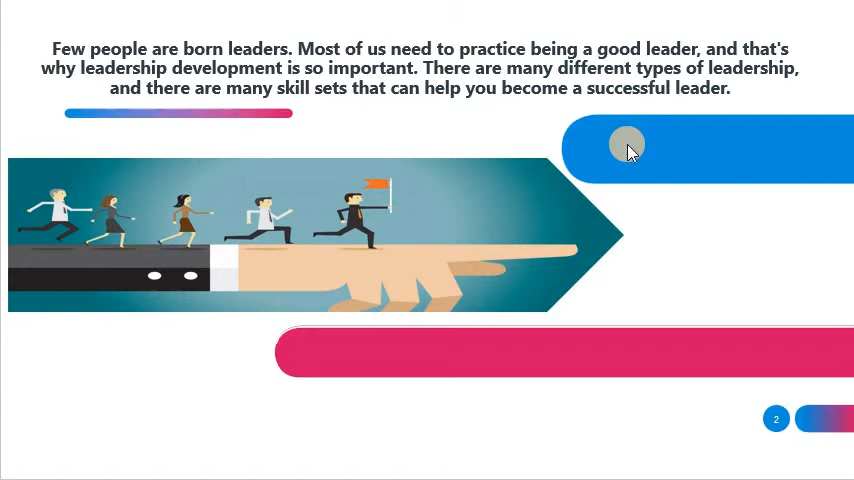 Few people are born leaders. Most of us need to practice being a good leader, and that's
why leadership development is so important. There are many different types of leadership,
and there are many skill sets that can help you become a successful leader.
2